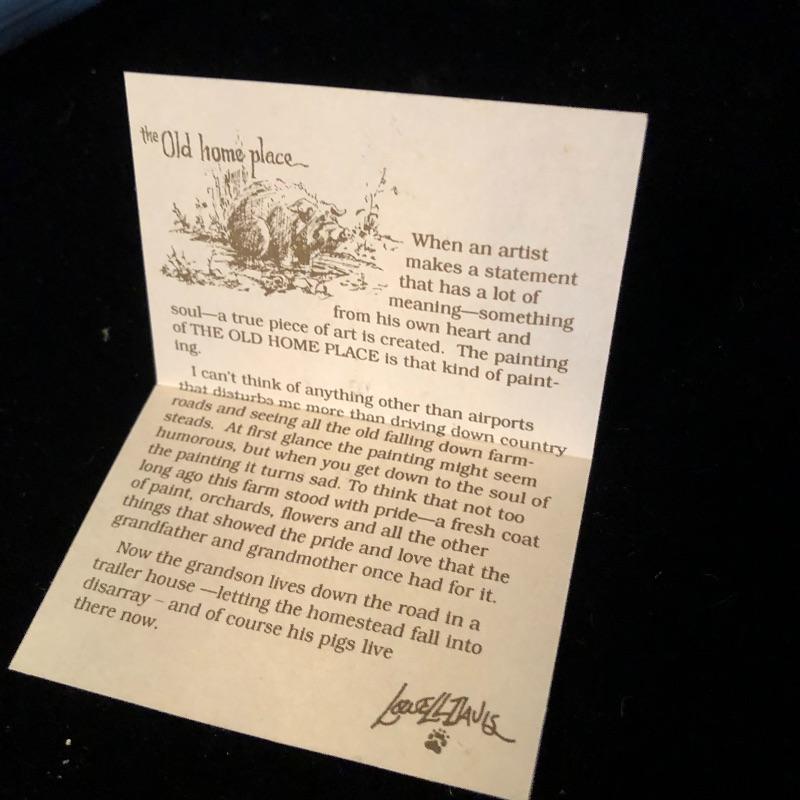 the Old home place
When an artist
makes a statement
that has a lot of
meaning—something
from his own heart and
soul—a true piece of art is created. The painting
of THE OLD HOME PLACE is that kind of paint-
ing.
I can't think of anything other than airports
that disturbs me more than driving down country
roads and seeing all the old falling down farm-
steads. At first glance the painting might seem
humorous, but when you get down to the soul of
the painting it turns sad. To think that not too
long ago this farm stood with pride—a fresh coat
of paint, orchards, flowers and all the other
things that showed the pride and love that the
grandfather and grandmother once had for it.
Now the grandson lives down the road in a
trailer house —letting the homestead fall into
disarray – and of course his pigs live
there now.
Lowell Davis